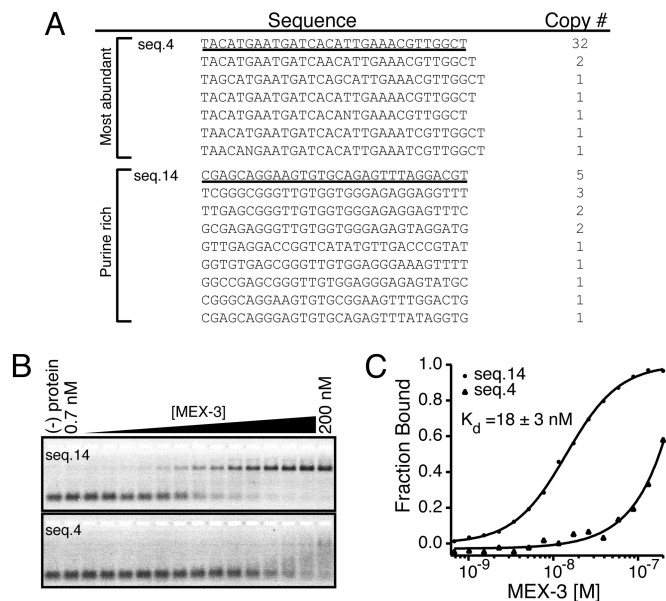 A
Sequence Copy #
Most abundant
seq.4 TACATGAATGATCACATTGAAACGTTGGCT 32
TACATGAATGATCAACATTGAAACGTTGGCT 2
TAGCATGAATGATCAGCATTGAAACGTTGGCT 1
TACATGAATGATCACATTGAAAACGTTGGCT 1
TACATGAATGATCACANTGAAACGTTGGCT 1
TAACATGAATGATCACATTGAAATCGTTGGCT 1
TAACANGAATGATCACATTGAAATCGTTGGCT 1
Purine rich
seq.14 CGAGCAGGAAGTGTGCAGAGTTTAGGACGT 5
TCGGGCGGGTTGTGGTGGGAGAGGAGGTTT 3
TTGAGCGGGTTGTGGTGGGAGAGGAGTTTC 2
GCGAGAGGGTTGTGGTGGGAGAGTAGGATG 2
GTTGAGGACCGGTCATATGTTGACCCGTAT 1
GGTGTGAGCGGGTTGTGGAGGGAAAGTTTT 1
GGCCGAGCGGGTTGTGGAGGGAGAGTATGC 1
CGGGCAGGAAGTGTGCGGAAGTTTGGACTG 1
CGAGCAGGGAGTGTGCAGAGTTTATAGGTG 1
B
(-) protein
0.7 nM
[MEX-3]
200 nM
seq.14
seq.4
C
seq.14
seq.4
Kd =18 ± 3 nM
Fraction Bound
1.0
0.8
0.6
0.4
0.2
0.0
10-9 10-8 10-7
MEX-3 [M]